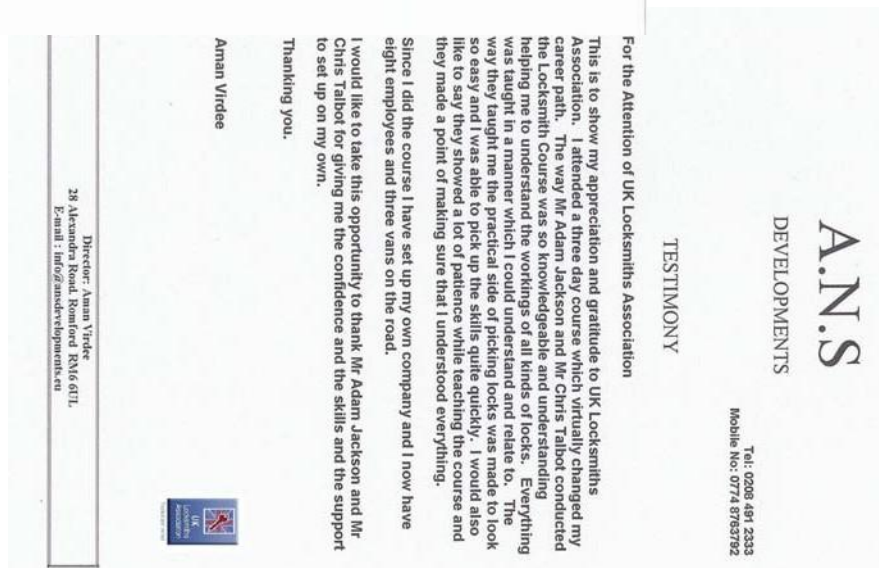 A.N.S
DEVELOPMENTS
Tel: 0208 491 2333
Mobile No: 0774 8763792
TESTIMONY
For the Attention of UK Locksmiths Association
This is to show my appreciation and gratitude to UK Locksmiths
Association. I attended a three day course which virtually changed my
career path. The way Mr Adam Jackson and Mr Chris Talbot conducted
the Locksmith Course was so knowledgeable and understanding
helping me to understand the workings of all kinds of locks. Everything
was taught in a manner which I could understand and relate to. The
way they taught me the practical side of picking locks was made to look
so easy and I was able to pick up the skills quite quickly. I would also
like to say they showed a lot of patience while teaching the course and
they made a point of making sure that I understood everything.
Since I did the course I have set up my own company and I now have
eight employees and three vans on the road.
I would like to take this opportunity to thank Mr Adam Jackson and Mr
Chris Talbot for giving me the confidence and the skills and the support
to set up on my own.
Thanking you.
Aman Virdee
UK
Locksmiths
Association
Director: Aman Virdee
28 Alexandra Road. Romford RM6 6UL
E-mail : info@ansdevelopments.eu